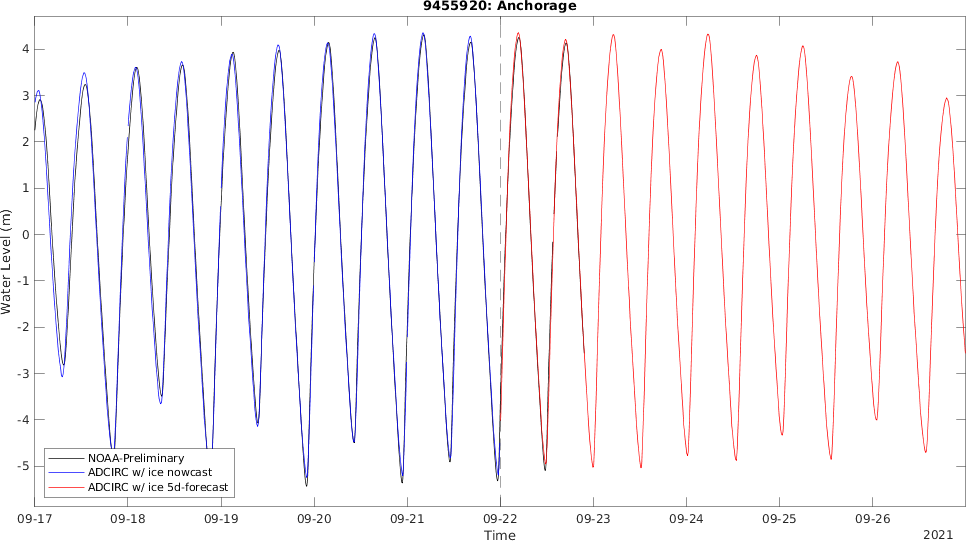 9455920: Anchorage
Water Level (m)
4
3
2
1
0
-1
-2
-3
-4
-5
NOAA-Preliminary
ADCIRC w/ ice nowcast
ADCIRC w/ ice 5d-forecast
09-17 09-18 09-19 09-20 09-21 09-22 09-23 09-24 09-25 09-26
Time
2021